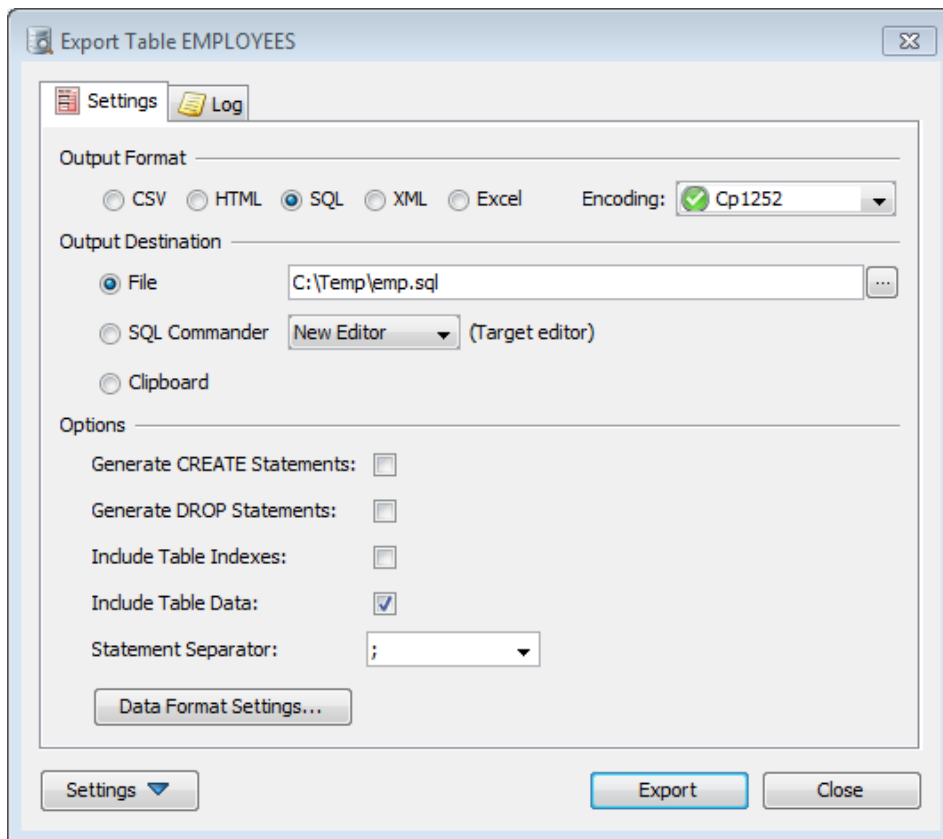 Export Table EMPLOYEES
Settings Log
Output Format
CSV HTML SQL XML Excel Encoding: Cp1252
Output Destination
File C:\Temp\emp.sql ...
SQL Commander New Editor (Target editor)
Clipboard
Options
Generate CREATE Statements:
Generate DROP Statements:
Include Table Indexes:
Include Table Data:
Statement Separator: ;
Data Format Settings...
Settings Export Close